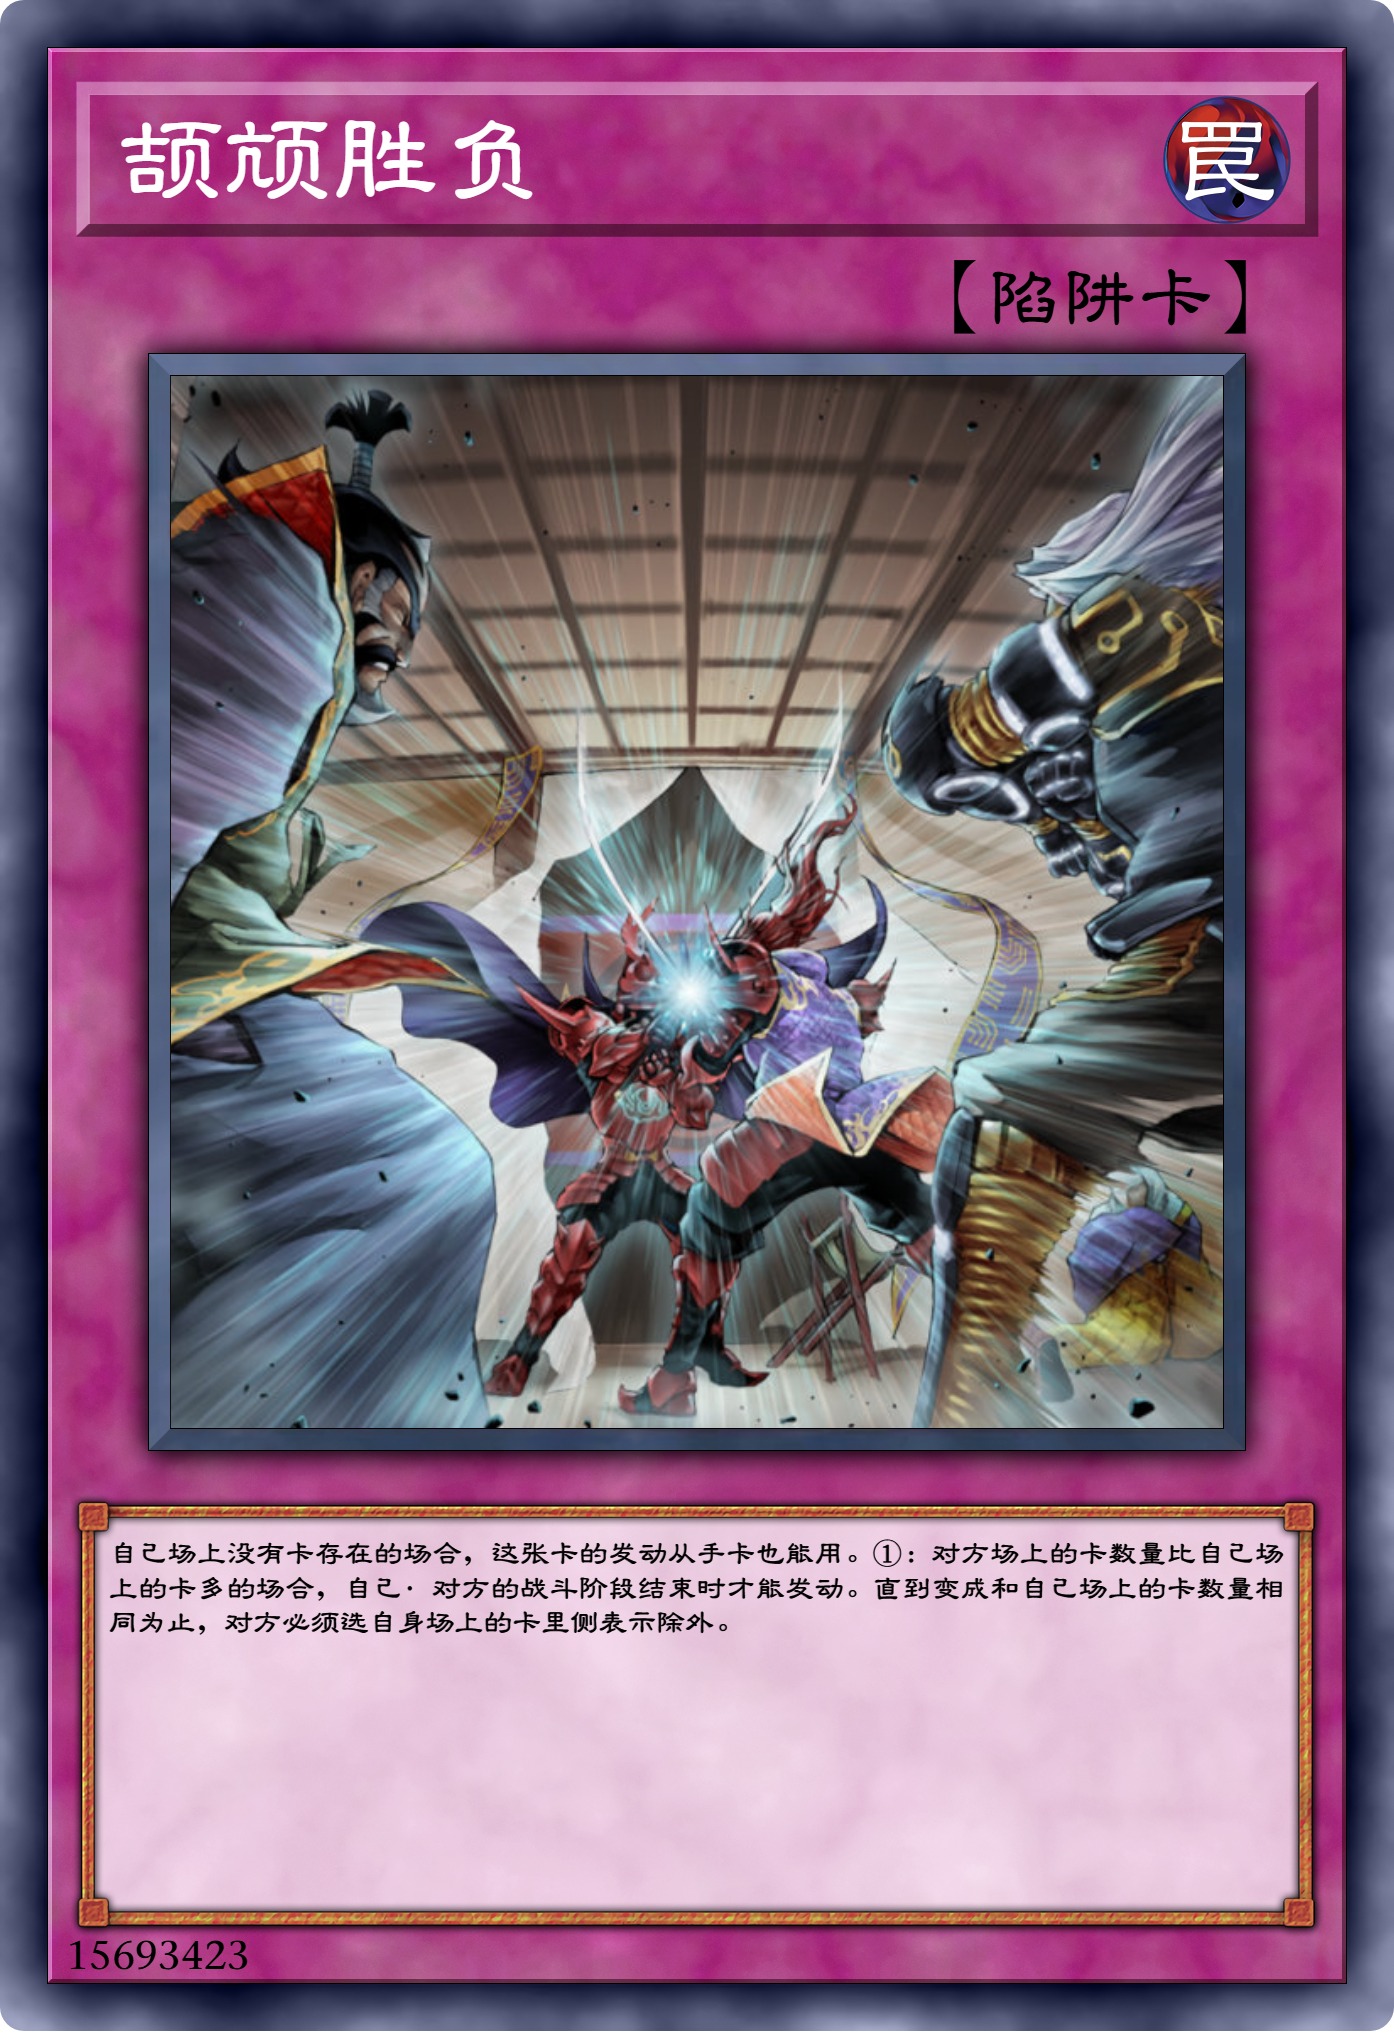 颉颃胜负
罠
【陷阱卡】
自己场上没有卡存在的场合，这张卡的发动从手卡也能用。①：对方场上的卡数量比自己场
上的卡多的场合，自己·对方的战斗阶段结束时才能发动。直到变成和自己场上的卡数量相
同为止，对方必须选自身场上的卡里侧表示除外。
15693423